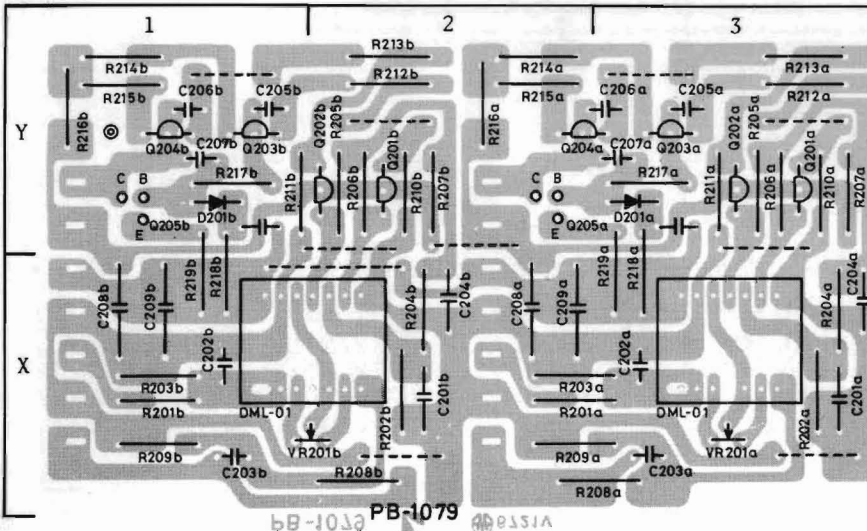 1 2 3
R213b R213a
R214b R214a
R212b R212a
C206b C205b C206a C205a
R215b R215a
R216b Q202b R205b R216a Q202a R205a
Y
Q204b C207b Q203b Q201b Q204a C207a Q203a Q201a
R217b R217a
R211b R206b R210b R207b R211a R206a R210a R207a
C B C B
D201b D201a
E Q205b E Q205a
R219b R218b R219a R218a
C208b C209b R204b C204b C208a C209a R204a C204a
X
C202b C202a
R203b R203a
R201b DML-01 R202b C201b R201a DML-01 R202a C201a
VR201b VR201a
R209b R209a
C203b C203a
R208b R208a
PB-1079
PB-1079 6721V